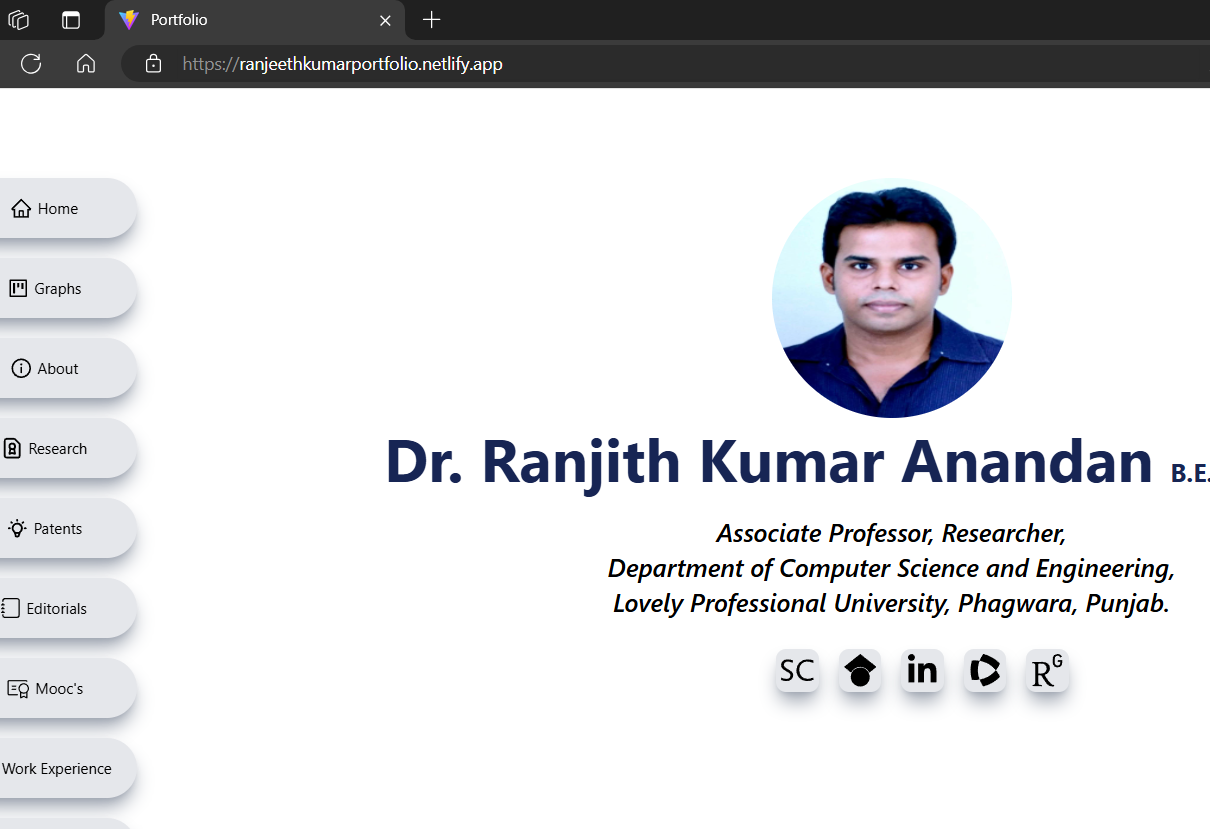 Portfolio
https://ranjeethkumarportfolio.netlify.app
Home
Graphs
About
Research
Patents
Editorials
Mooc's
Work Experience
Dr. Ranjith Kumar Anandan B.E.
Associate Professor, Researcher,
Department of Computer Science and Engineering,
Lovely Professional University, Phagwara, Punjab.
SC
in
RG